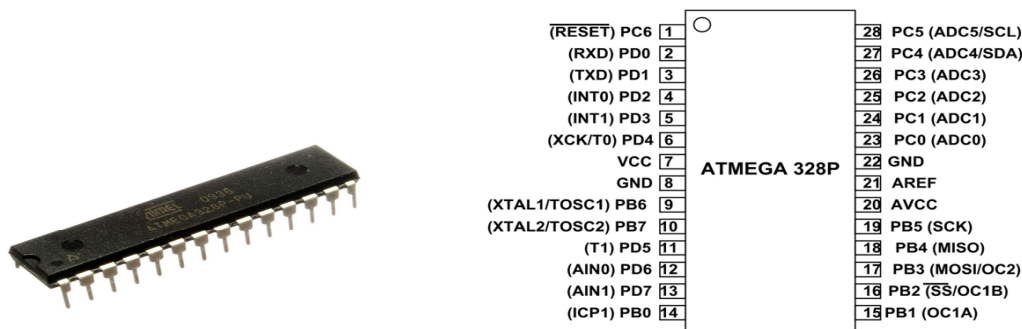 0936
ATMEL
ATMEGA328P-PU
(RESET) PC6 1
(RXD) PD0 2
(TXD) PD1 3
(INT0) PD2 4
(INT1) PD3 5
(XCK/T0) PD4 6
VCC 7
GND 8
(XTAL1/TOSC1) PB6 9
(XTAL2/TOSC2) PB7 10
(T1) PD5 11
(AIN0) PD6 12
(AIN1) PD7 13
(ICP1) PB0 14
ATMEGA 328P
28 PC5 (ADC5/SCL)
27 PC4 (ADC4/SDA)
26 PC3 (ADC3)
25 PC2 (ADC2)
24 PC1 (ADC1)
23 PC0 (ADC0)
22 GND
21 AREF
20 AVCC
19 PB5 (SCK)
18 PB4 (MISO)
17 PB3 (MOSI/OC2)
16 PB2 (SS/OC1B)
15 PB1 (OC1A)